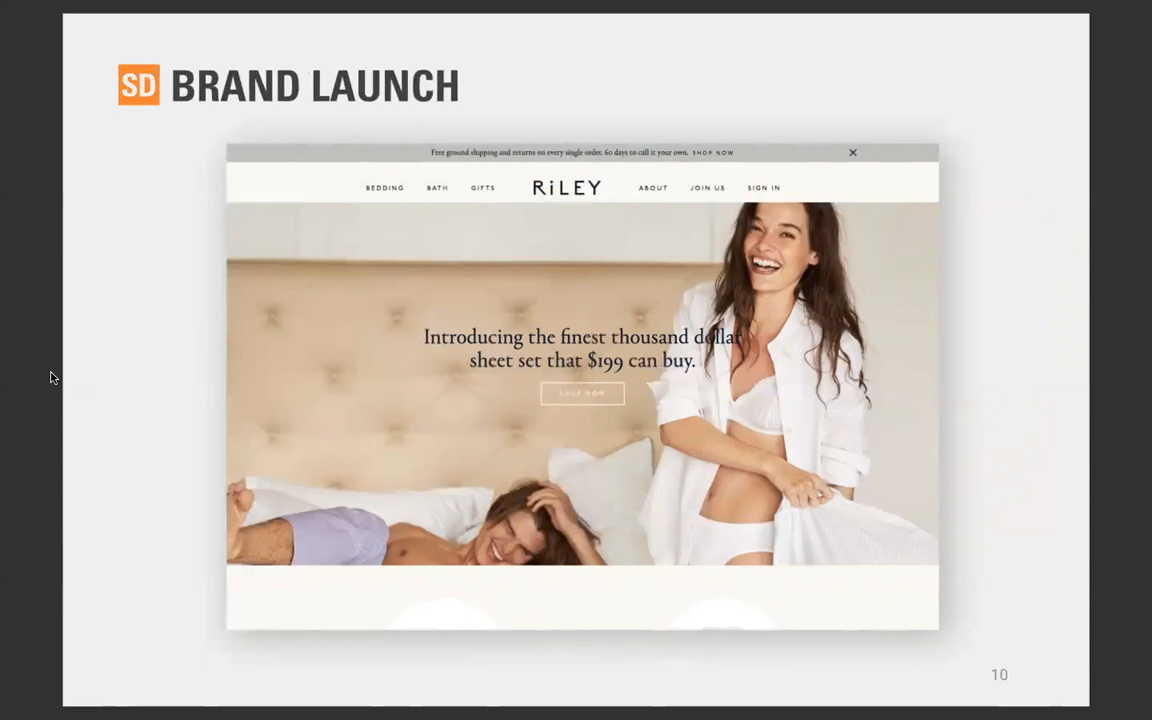 SD BRAND LAUNCH
Free ground shipping and returns on every single order. 60 days to call it your own. SHOP NOW
BEDDING BATH GIFTS RiLEY ABOUT JOIN US SIGN IN
Introducing the finest thousand dollar
sheet set that $199 can buy.
SHOP NOW
10